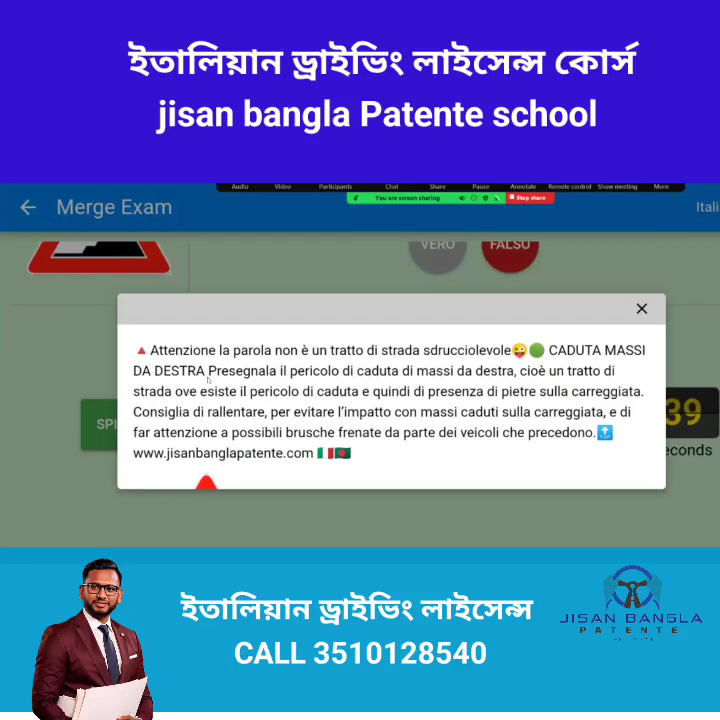 ইতালিয়ান ড্রাইভিং লাইসেন্স কোর্স
jisan bangla Patente school
Audio Video Participants Chat Share Pause Annotate Remote control Show meeting More
You are screen sharing Stop share
Merge Exam
Itali
VERO FALSO
🔺Attenzione la parola non è un tratto di strada sdrucciolevole😜🟢 CADUTA MASSI
DA DESTRA Presegnala il pericolo di caduta di massi da destra, cioè un tratto di
strada ove esiste il pericolo di caduta e quindi di presenza di pietre sulla carreggiata.
Consiglia di rallentare, per evitare l’impatto con massi caduti sulla carreggiata, e di
far attenzione a possibili brusche frenate da parte dei veicoli che precedono.🔝
www.jisanbanglapatente.com 🇮🇹🇧🇩
SPI
39
econds
ইতালিয়ান ড্রাইভিং লাইসেন্স
CALL 3510128540
JISAN BANGLA
PATENTE